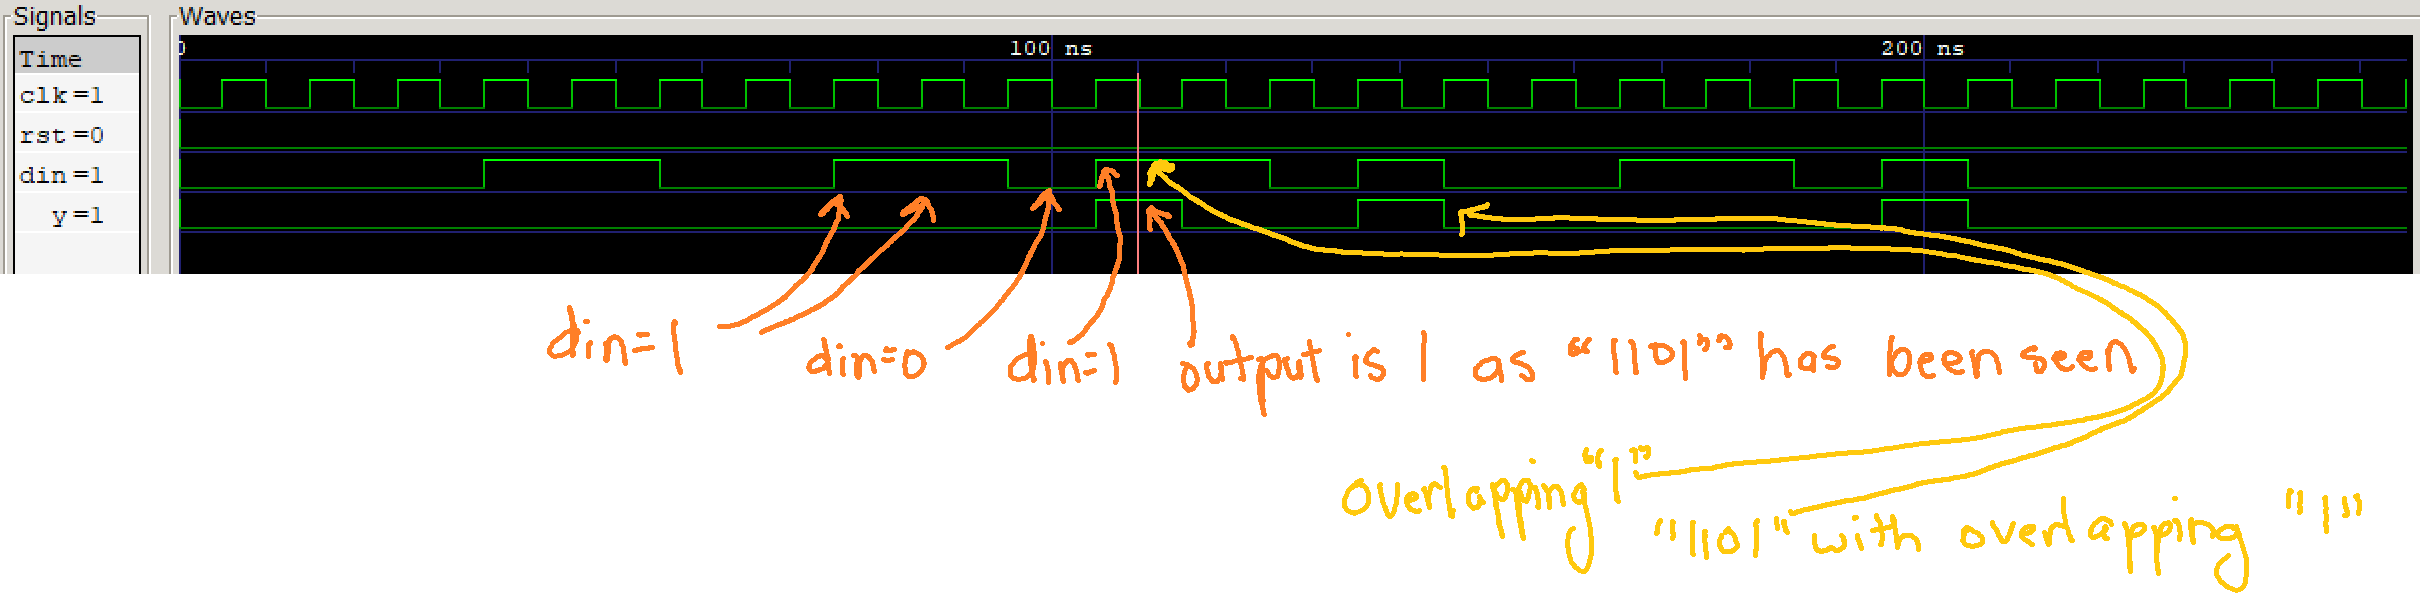 Signals
Waves
Time
0
100 ns
200 ns
clk=1
rst=0
din=1
y=1
din=1
din=0
din=1
output is 1 as “1101” has been seen
overlapping “1”
"1101" with overlapping "1"